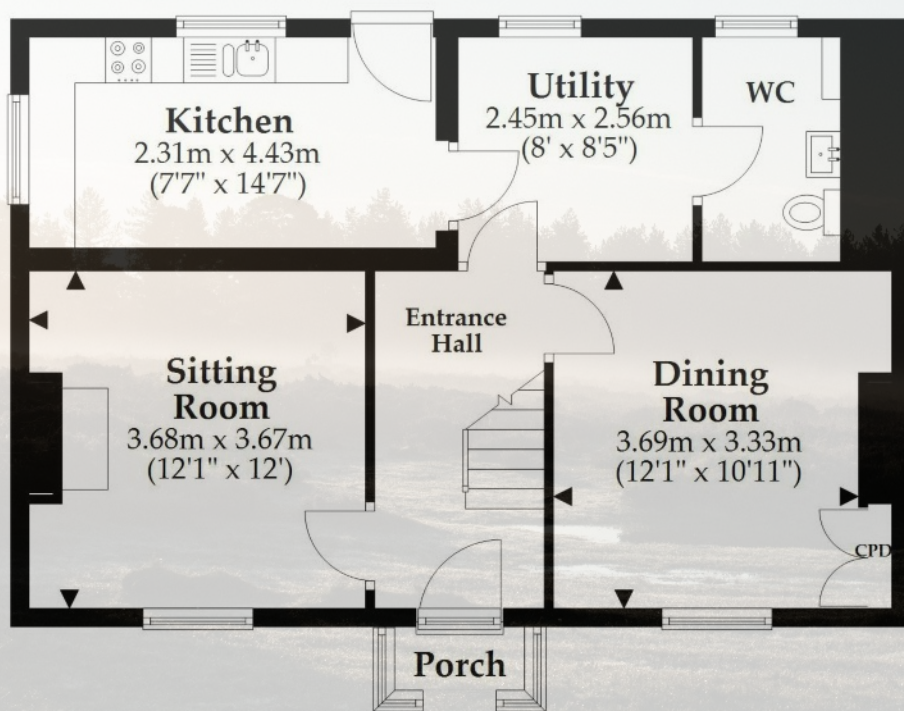 Kitchen
2.31m x 4.43m
(7'7" x 14'7")
Utility
2.45m x 2.56m
(8' x 8'5")
WC
Sitting
Room
3.68m x 3.67m
(12'1" x 12')
Entrance
Hall
Dining
Room
3.69m x 3.33m
(12'1" x 10'11")
CPD
Porch